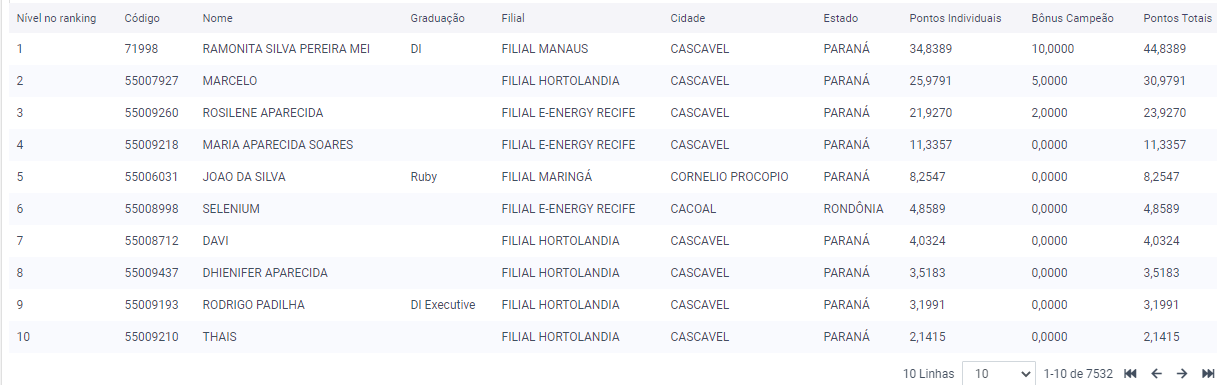 Nível no ranking Código Nome Graduação Filial Cidade Estado Pontos Individuais Bônus Campeão Pontos Totais
1 71998 RAMONITA SILVA PEREIRA MEI DI FILIAL MANAUS CASCAVEL PARANÁ 34,8389 10,0000 44,8389
2 55007927 MARCELO FILIAL HORTOLANDIA CASCAVEL PARANÁ 25,9791 5,0000 30,9791
3 55009260 ROSILENE APARECIDA FILIAL E-ENERGY RECIFE CASCAVEL PARANÁ 21,9270 2,0000 23,9270
4 55009218 MARIA APARECIDA SOARES FILIAL E-ENERGY RECIFE CASCAVEL PARANÁ 11,3357 0,0000 11,3357
5 55006031 JOAO DA SILVA Ruby FILIAL MARINGÁ CORNELIO PROCOPIO PARANÁ 8,2547 0,0000 8,2547
6 55008998 SELENIUM FILIAL E-ENERGY RECIFE CACOAL RONDÔNIA 4,8589 0,0000 4,8589
7 55008712 DAVI FILIAL HORTOLANDIA CASCAVEL PARANÁ 4,0324 0,0000 4,0324
8 55009437 DHIENIFER APARECIDA FILIAL HORTOLANDIA CASCAVEL PARANÁ 3,5183 0,0000 3,5183
9 55009193 RODRIGO PADILHA DI Executive FILIAL HORTOLANDIA CASCAVEL PARANÁ 3,1991 0,0000 3,1991
10 55009210 THAIS FILIAL HORTOLANDIA CASCAVEL PARANÁ 2,1415 0,0000 2,1415
10 Linhas 10 1-10 de 7532